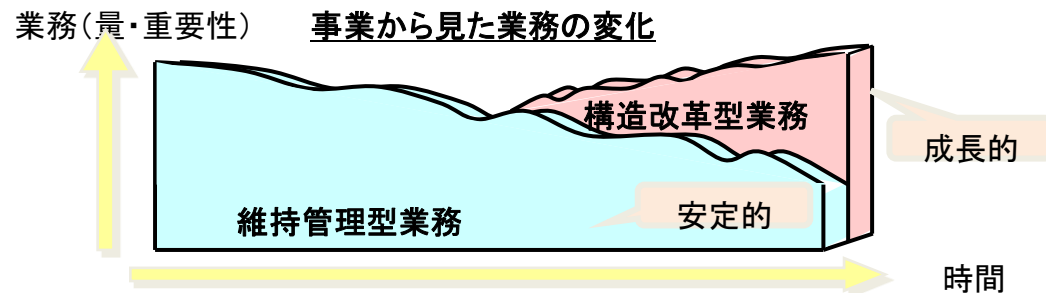 業務（量・重要性）　事業から見た業務の変化
構造改革型業務
成長的
維持管理型業務
安定的
時間